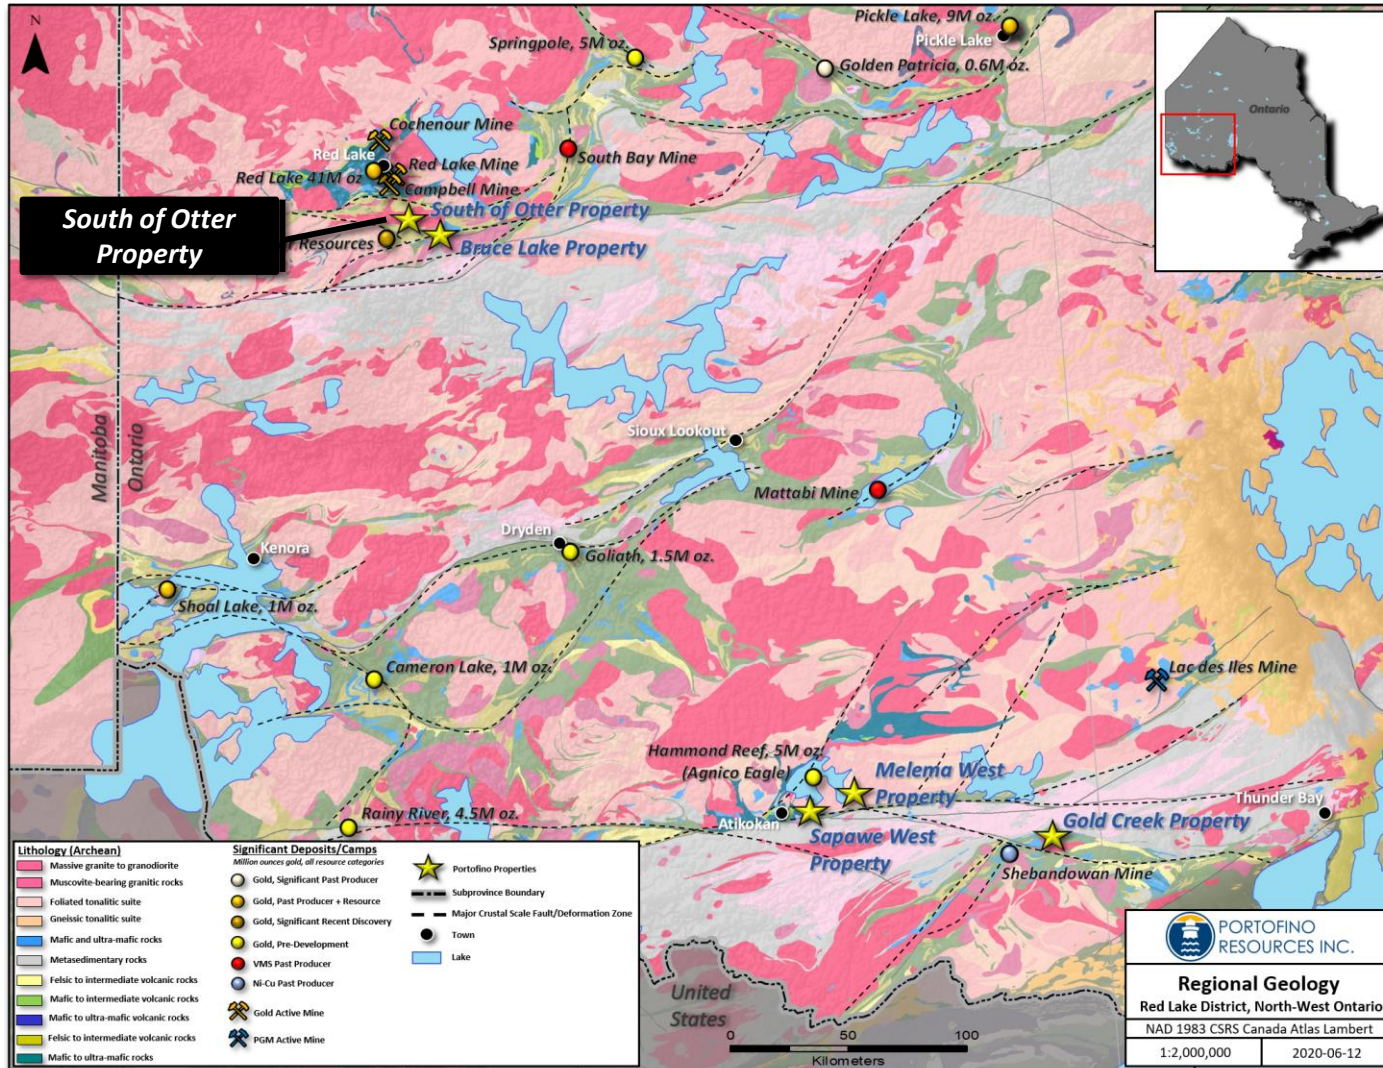 N
Pickle Lake, 9M oz.
Pickle Lake
Springpole, 5M oz.
Golden Patricia, 0.6M oz.
Ontario
Cochenour Mine
Red Lake
Red Lake Mine
Red Lake 41M oz
Campbell Mine
South Bay Mine
South of Otter
Property
South of Otter Property
Resources
Bruce Lake Property
Manitoba
Ontario
Sioux Lookout
Mattabi Mine
Dryden
Goliath, 1.5M oz.
Kenora
Shoal Lake, 1M oz.
Cameron Lake, 1M oz.
Lac des Iles Mine
Hammond Reef, 5M oz.
(Agnico Eagle)
Melema West
Property
Rainy River, 4.5M oz.
Atikokan
Sapawe West
Property
Gold Creek Property
Thunder Bay
Shebandowan Mine
United
States
Lithology (Archean)
Massive granite to granodiorite
Muscovite-bearing granitic rocks
Foliated tonalitic suite
Gneissic tonalitic suite
Mafic and ultra-mafic rocks
Metasedimentary rocks
Felsic to intermediate volcanic rocks
Mafic to intermediate volcanic rocks
Mafic to ultra-mafic volcanic rocks
Felsic to intermediate volcanic rocks
Mafic to ultra-mafic rocks
Significant Deposits/Camps
Million ounces gold, all resource categories
Gold, Significant Past Producer
Gold, Past Producer + Resource
Gold, Significant Recent Discovery
Gold, Pre-Development
VMS Past Producer
Ni-Cu Past Producer
Gold Active Mine
PGM Active Mine
Portofino Properties
Subprovince Boundary
Major Crustal Scale Fault/Deformation Zone
Town
Lake
0 50 100
Kilometers
PORTOFINO
RESOURCES INC.
Regional Geology
Red Lake District, North-West Ontario
NAD 1983 CSRS Canada Atlas Lambert
1:2,000,000 2020-06-12